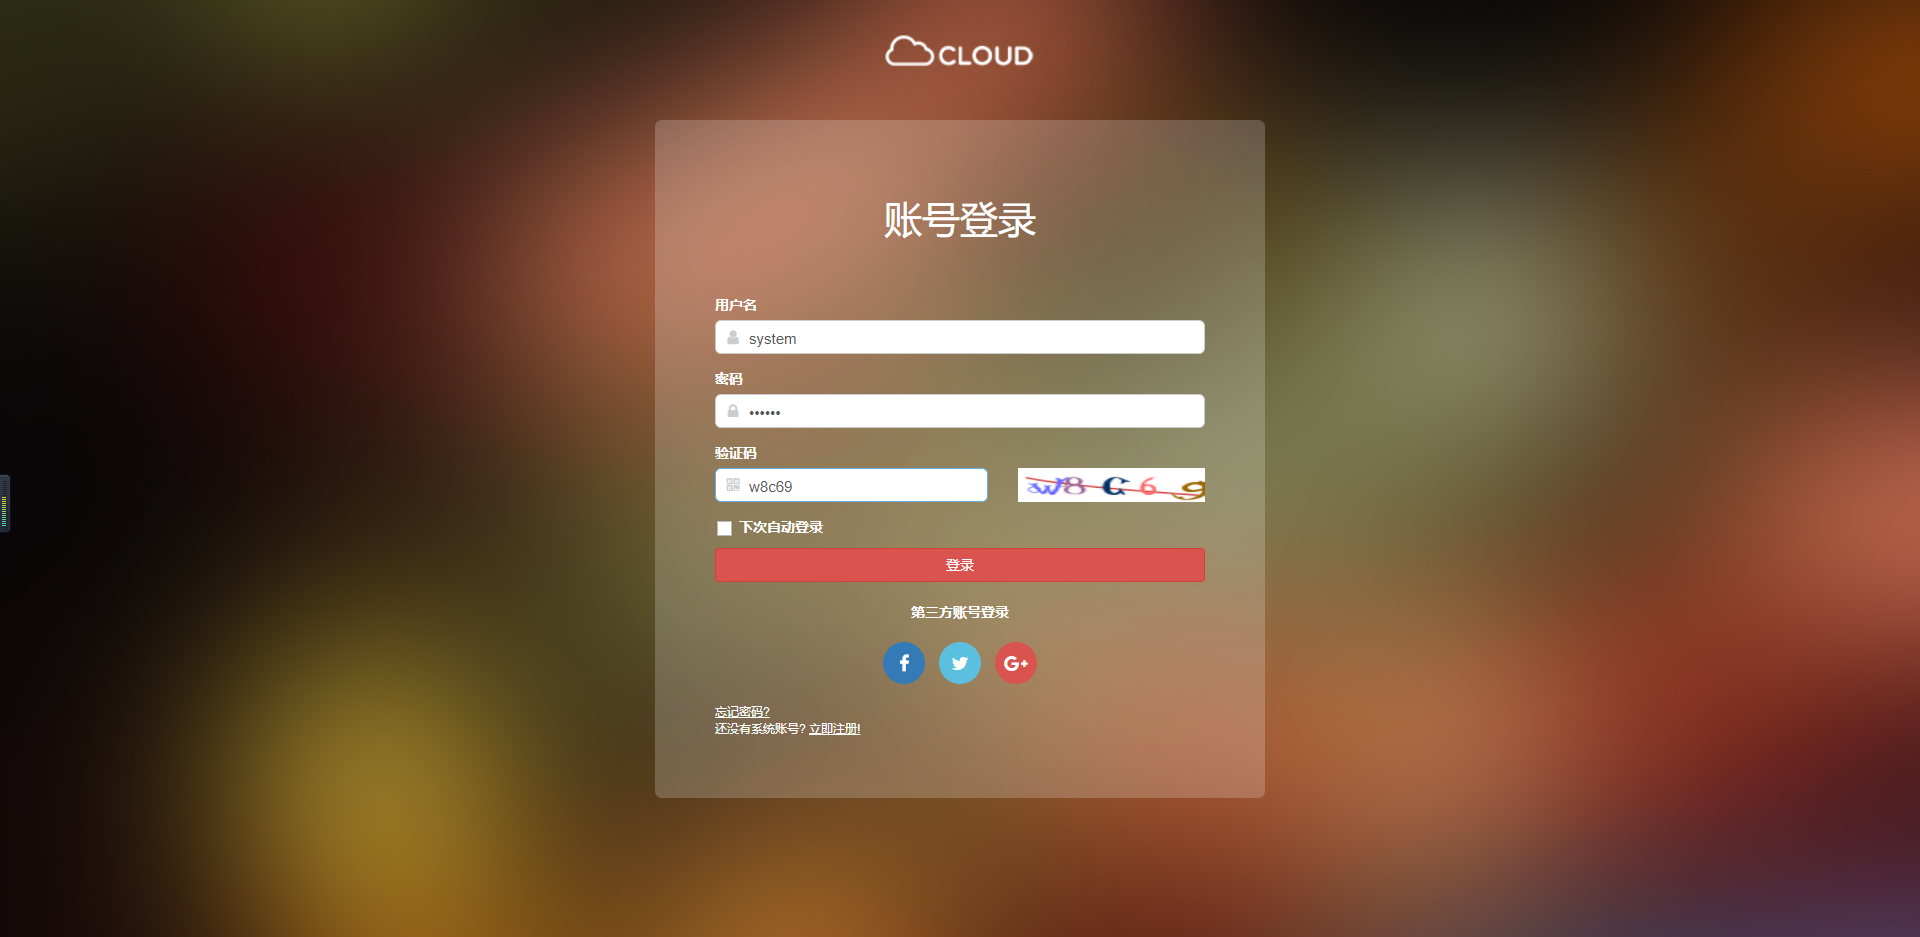 CLOUD
账号登录
用户名
system
密码
••••••
验证码
w8c69 w8C69
下次自动登录
登录
第三方账号登录
f G+
忘记密码?
还没有系统账号? 立即注册!